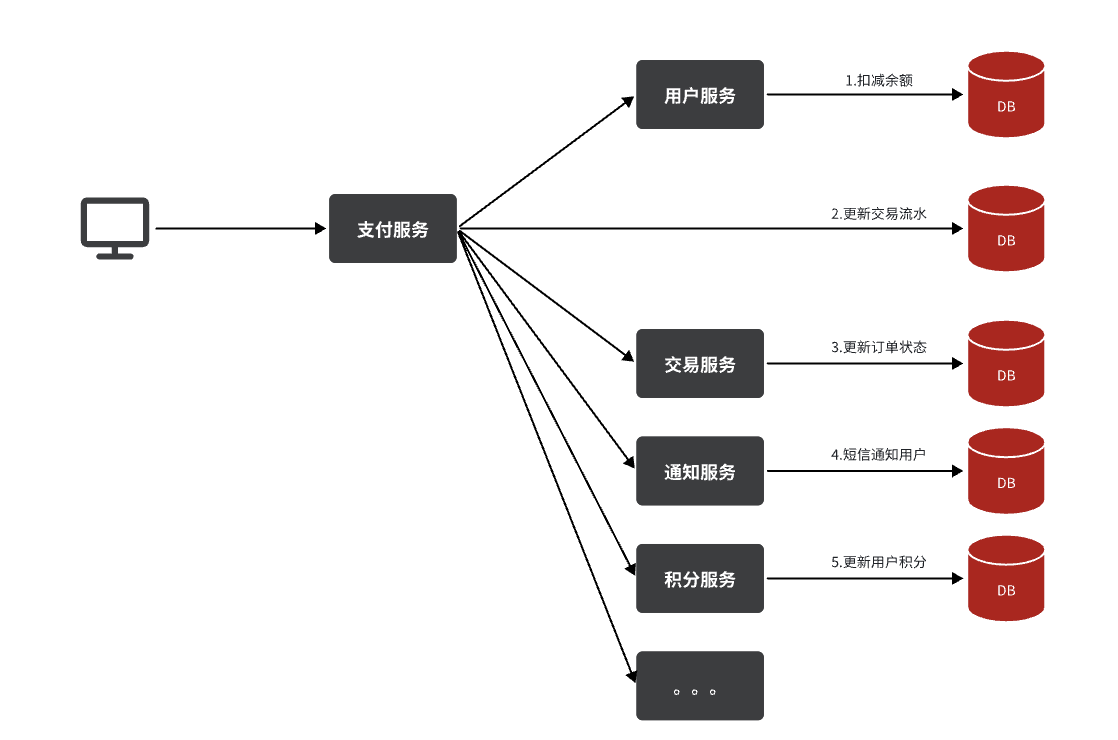 用户服务
1.扣减余额
DB
支付服务
2.更新交易流水
DB
交易服务
3.更新订单状态
DB
通知服务
4.短信通知用户
DB
积分服务
5.更新用户积分
DB
。。。